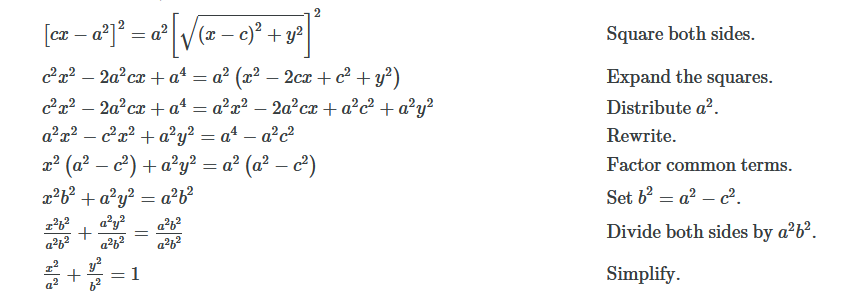 [cx − a²]² = a² [√((x − c)² + y²)]² Square both sides.
c²x² − 2a²cx + a⁴ = a² (x² − 2cx + c² + y²) Expand the squares.
c²x² − 2a²cx + a⁴ = a²x² − 2a²cx + a²c² + a²y² Distribute a².
a²x² − c²x² + a²y² = a⁴ − a²c² Rewrite.
x² (a² − c²) + a²y² = a² (a² − c²) Factor common terms.
x²b² + a²y² = a²b² Set b² = a² − c².
x²b²/a²b² + a²y²/a²b² = a²b²/a²b² Divide both sides by a²b².
x²/a² + y²/b² = 1 Simplify.